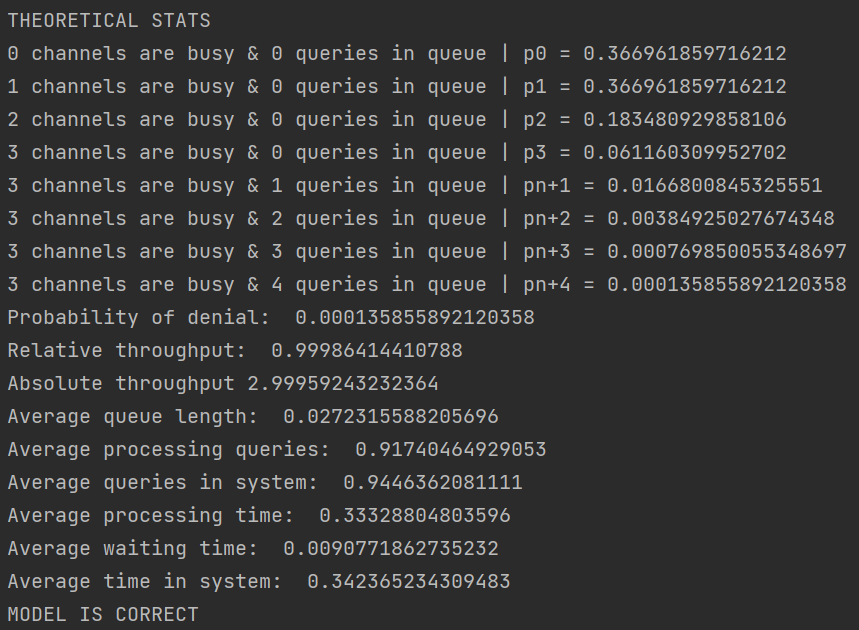 THEORETICAL STATS
0 channels are busy & 0 queries in queue | p0 = 0.366961859716212
1 channels are busy & 0 queries in queue | p1 = 0.366961859716212
2 channels are busy & 0 queries in queue | p2 = 0.183480929858106
3 channels are busy & 0 queries in queue | p3 = 0.061160309952702
3 channels are busy & 1 queries in queue | pn+1 = 0.0166800845325551
3 channels are busy & 2 queries in queue | pn+2 = 0.00384925027674348
3 channels are busy & 3 queries in queue | pn+3 = 0.000769850055348697
3 channels are busy & 4 queries in queue | pn+4 = 0.000135855892120358
Probability of denial:  0.000135855892120358
Relative throughput:  0.99986414410788
Absolute throughput 2.99959243232364
Average queue length:  0.0272315588205696
Average processing queries:  0.91740464929053
Average queries in system:  0.9446362081111
Average processing time:  0.33328804803596
Average waiting time:  0.0090771862735232
Average time in system:  0.342365234309483
MODEL IS CORRECT